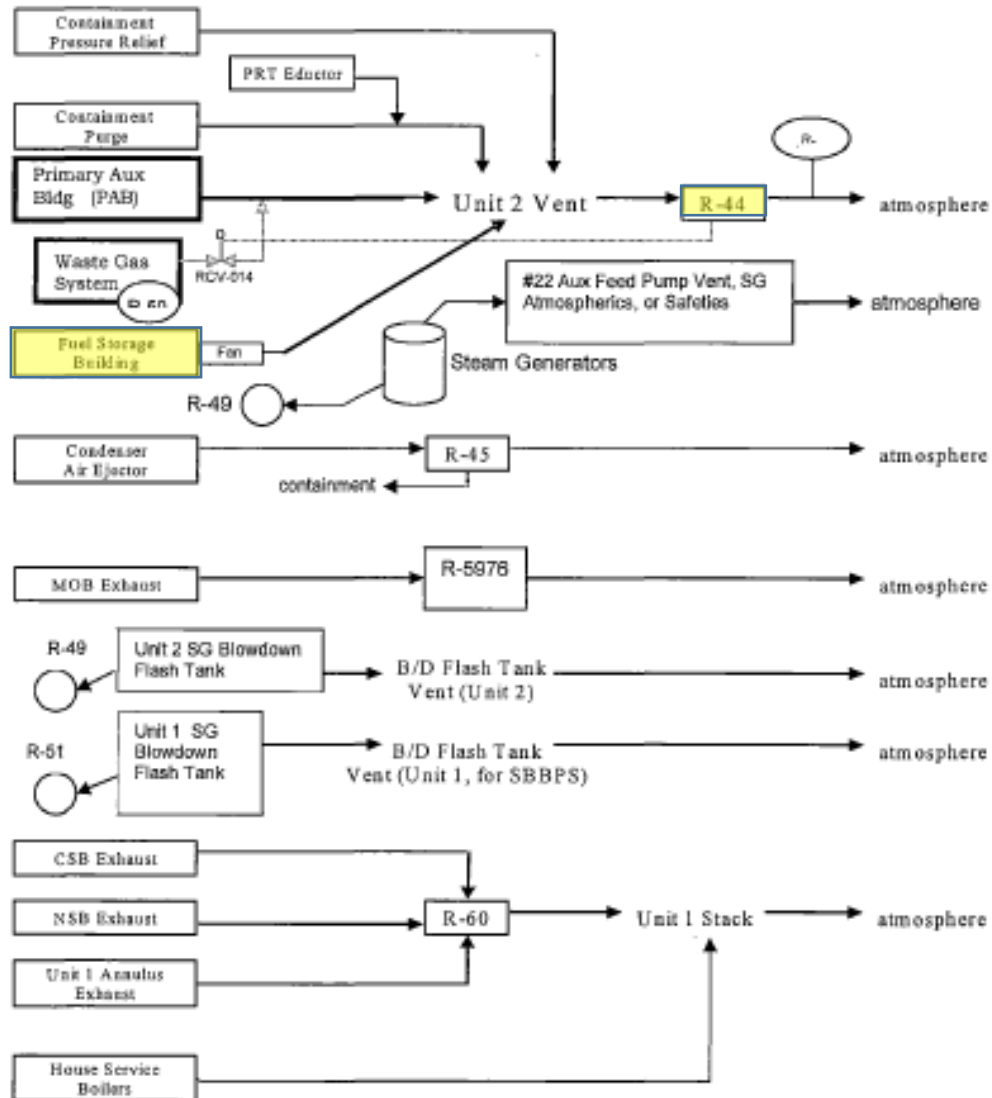 Containment
Pressure Relief
PRT Eductor
Containment
Purge
Primary Aux
Bldg (PAB)
Unit 2 Vent
R-44
R-
atmosphere
Waste Gas
System
RCV-014
#22 Aux Feed Pump Vent, SG
Atmospherics, or Safeties
atmosphere
Fuel Storage
Building
Fan
Steam Generators
R-49
Condenser
Air Ejector
R-45
atmosphere
containment
MOB Exhaust
R-5976
atmosphere
R-49
Unit 2 SG Blowdown
Flash Tank
B/D Flash Tank
Vent (Unit 2)
atmosphere
R-51
Unit 1 SG
Blowdown
Flash Tank
B/D Flash Tank
Vent (Unit 1, for SBBPS)
atmosphere
CSB Exhaust
NSB Exhaust
R-60
Unit 1 Stack
atmosphere
Unit 1 Annulus
Exhaust
House Service
Boilers